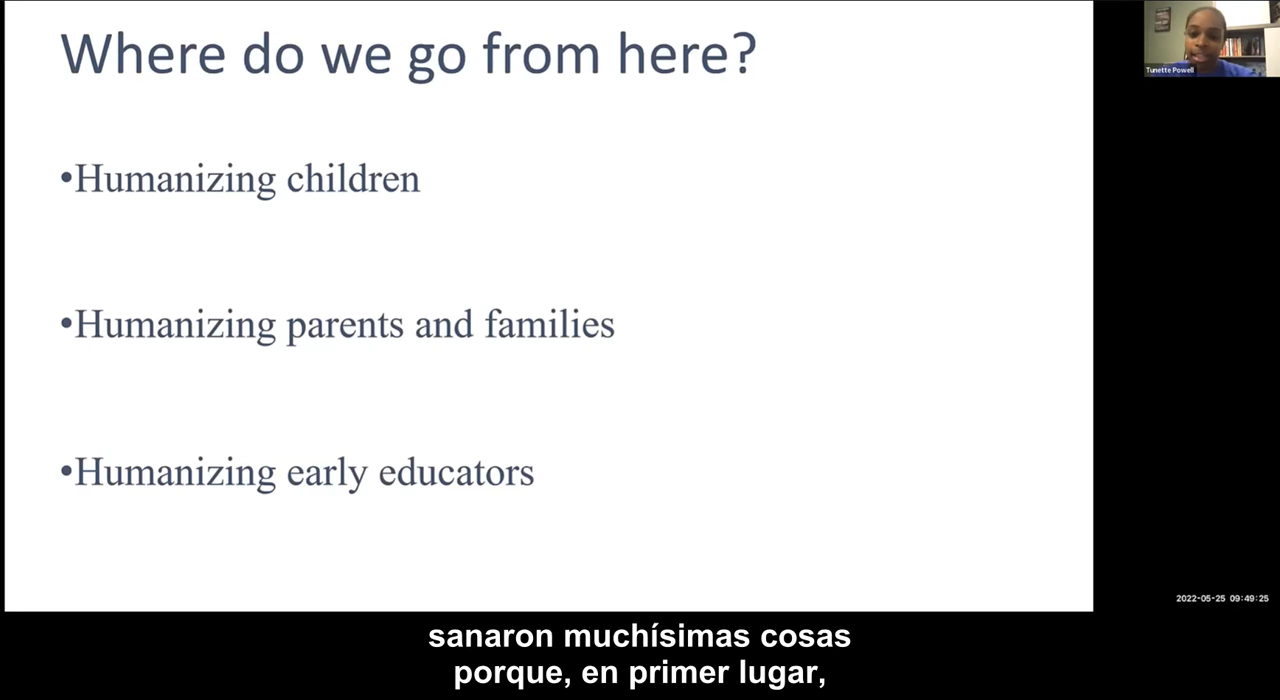 Where do we go from here?
Tunette Powell
•Humanizing children
•Humanizing parents and families
•Humanizing early educators
2022-05-25 09:49:25
sanaron muchísimas cosas
porque, en primer lugar,